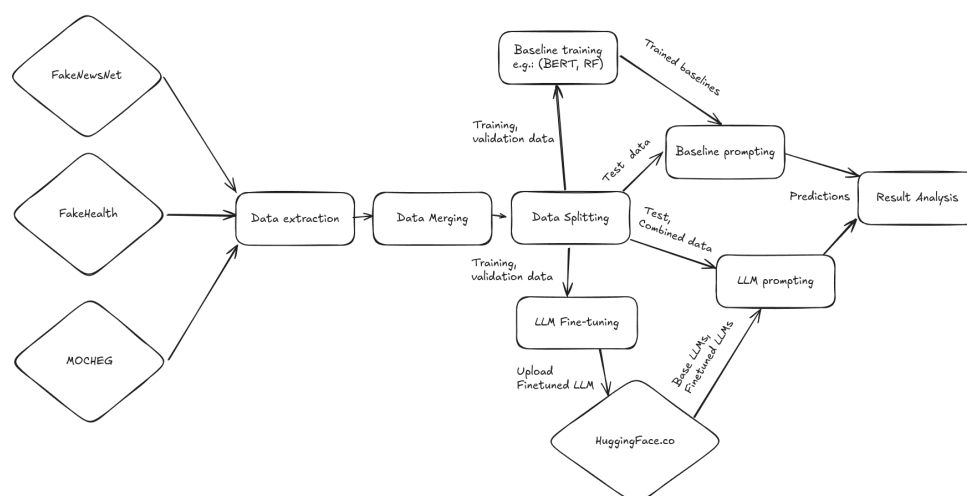 FakeNewsNet
FakeHealth
MOCHEG
Data extraction
Data Merging
Data Splitting
Training,
validation data
Baseline training
e.g.: (BERT, RF)
Trained baselines
Test data
Baseline prompting
Test,
Combined data
Training,
validation data
LLM Fine-tuning
Upload
Finetuned LLM
HuggingFace.co
Base LLMs,
Finetuned LLMs
LLM prompting
Predictions
Result Analysis